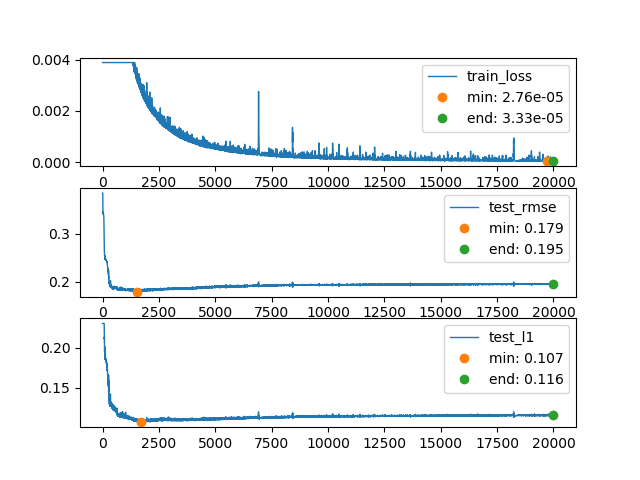 0.004
0.002
0.000
train_loss
min: 2.76e-05
end: 3.33e-05
0 2500 5000 7500 10000 12500 15000 17500 20000
0.3
0.2
test_rmse
min: 0.179
end: 0.195
0 2500 5000 7500 10000 12500 15000 17500 20000
0.20
0.15
test_l1
min: 0.107
end: 0.116
0 2500 5000 7500 10000 12500 15000 17500 20000